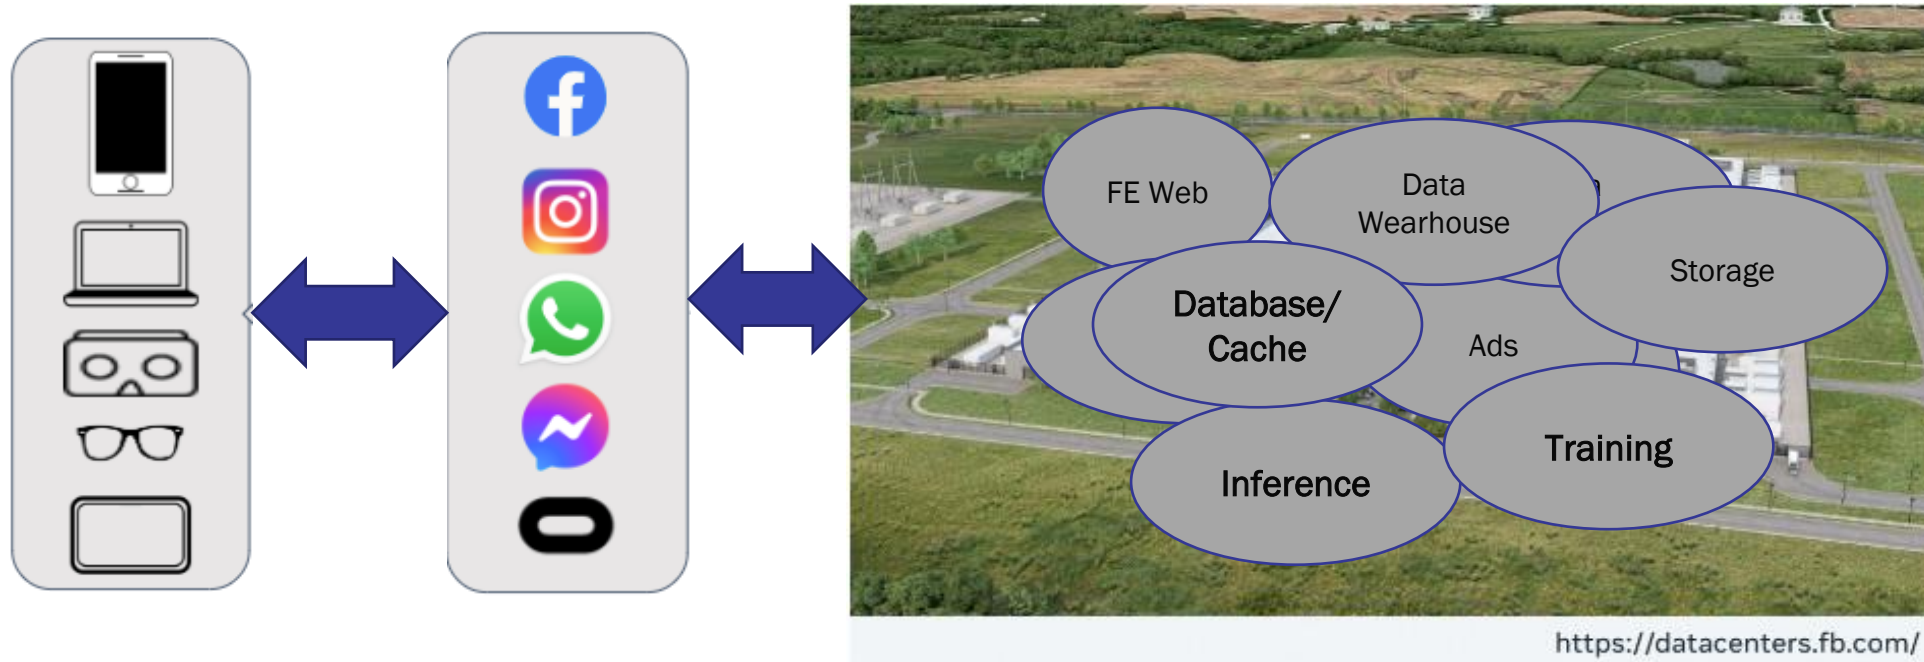 FE Web
Data
Wearhouse
Storage
Database/
Cache
Ads
Training
Inference
https://datacenters.fb.com/